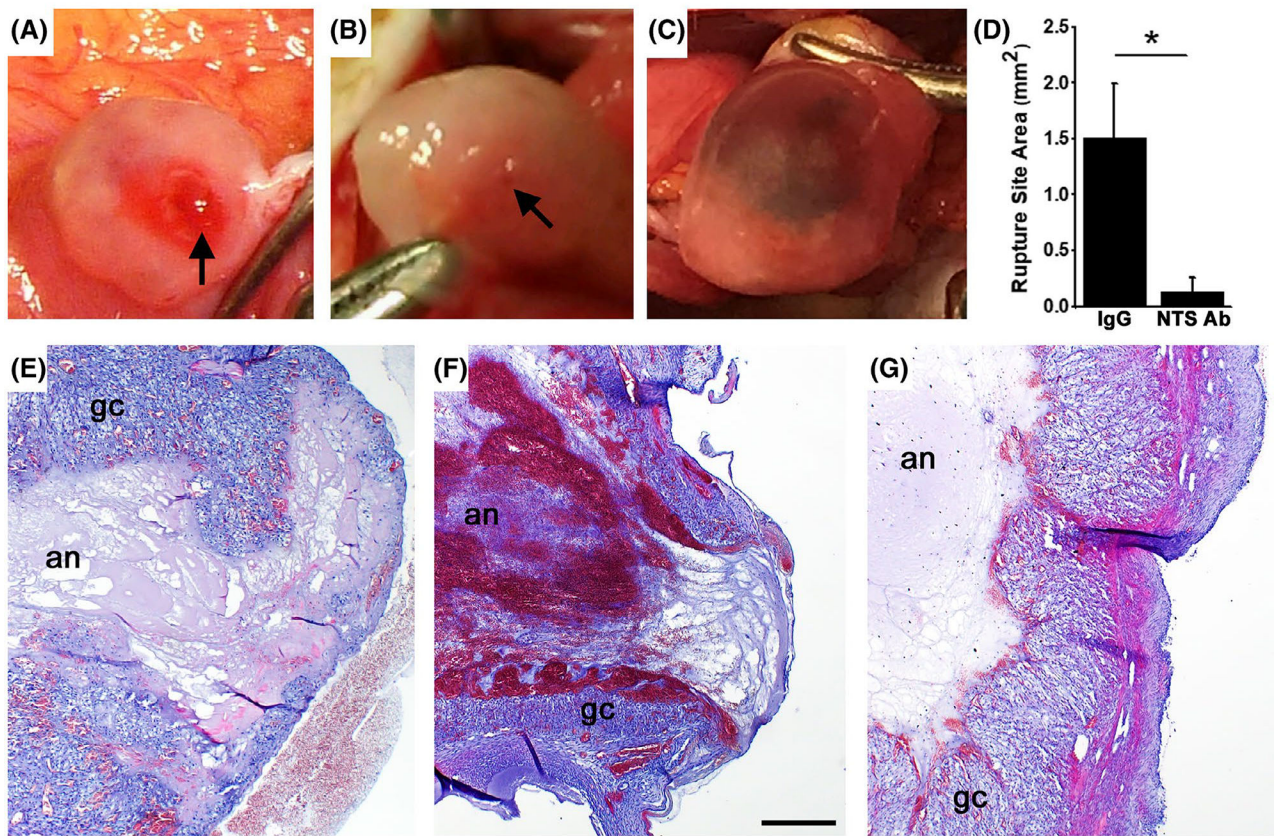 (A)
(B)
(C)
(D)
Rupture Site Area (mm²)
2.5
2.0
1.5
1.0
0.5
0.0
*
IgG
NTS Ab
(E)
gc
an
(F)
an
gc
(G)
an
gc